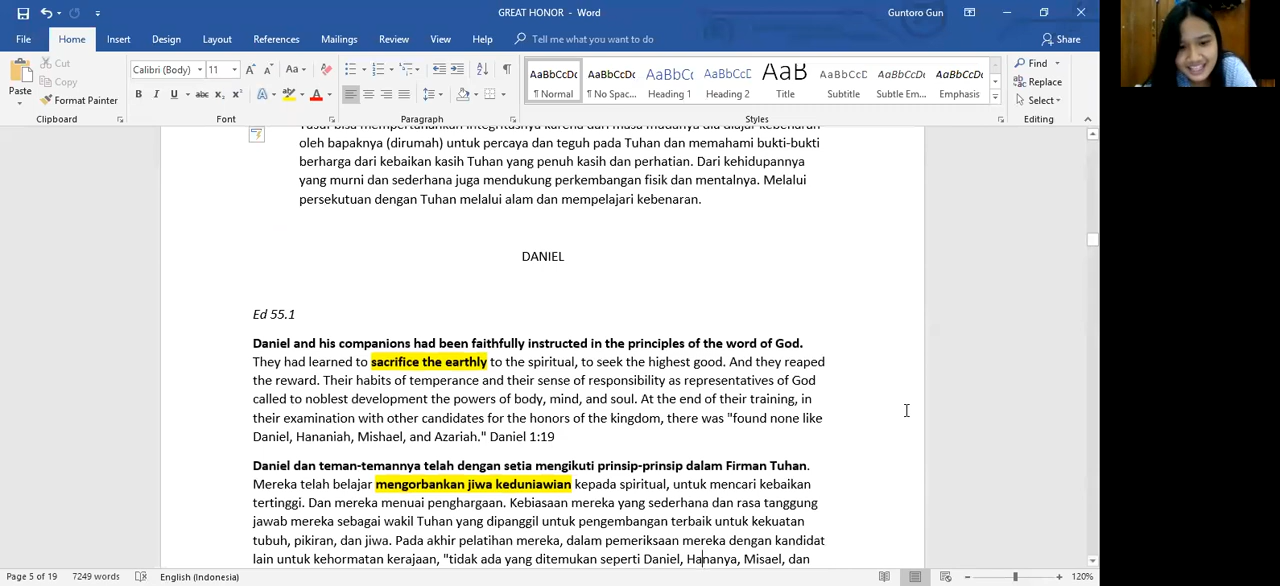 GREAT HONOR - Word
Guntoro Gun
File Home Insert Design Layout References Mailings Review View Help Tell me what you want to do Share
Paste
Cut
Copy
Format Painter
Calibri (Body) 11
AaBbCcDc AaBbCcDc AaBbCc AaBbCcD AaB AaBbCcD AaBbCcDc AaBbCcDc
¶ Normal ¶ No Spac... Heading 1 Heading 2 Title Subtitle Subtle Em... Emphasis
Find
Replace
Select
Clipboard Font Paragraph Styles Editing
oleh bapaknya (dirumah) untuk percaya dan teguh pada Tuhan dan memahami bukti-bukti
berharga dari kebaikan kasih Tuhan yang penuh kasih dan perhatian. Dari kehidupannya
yang murni dan sederhana juga mendukung perkembangan fisik dan mentalnya. Melalui
persekutuan dengan Tuhan melalui alam dan mempelajari kebenaran.
DANIEL
Ed 55.1
Daniel and his companions had been faithfully instructed in the principles of the word of God.
They had learned to sacrifice the earthly to the spiritual, to seek the highest good. And they reaped
the reward. Their habits of temperance and their sense of responsibility as representatives of God
called to noblest development the powers of body, mind, and soul. At the end of their training, in
their examination with other candidates for the honors of the kingdom, there was "found none like
Daniel, Hananiah, Mishael, and Azariah." Daniel 1:19
Daniel dan teman-temannya telah dengan setia mengikuti prinsip-prinsip dalam Firman Tuhan.
Mereka telah belajar mengorbankan jiwa keduniawian kepada spiritual, untuk mencari kebaikan
tertinggi. Dan mereka menuai penghargaan. Kebiasaan mereka yang sederhana dan rasa tanggung
jawab mereka sebagai wakil Tuhan yang dipanggil untuk pengembangan terbaik untuk kekuatan
tubuh, pikiran, dan jiwa. Pada akhir pelatihan mereka, dalam pemeriksaan mereka dengan kandidat
lain untuk kehormatan kerajaan, "tidak ada yang ditemukan seperti Daniel, Hananya, Misael, dan
Page 5 of 19 7249 words English (Indonesia) 120%